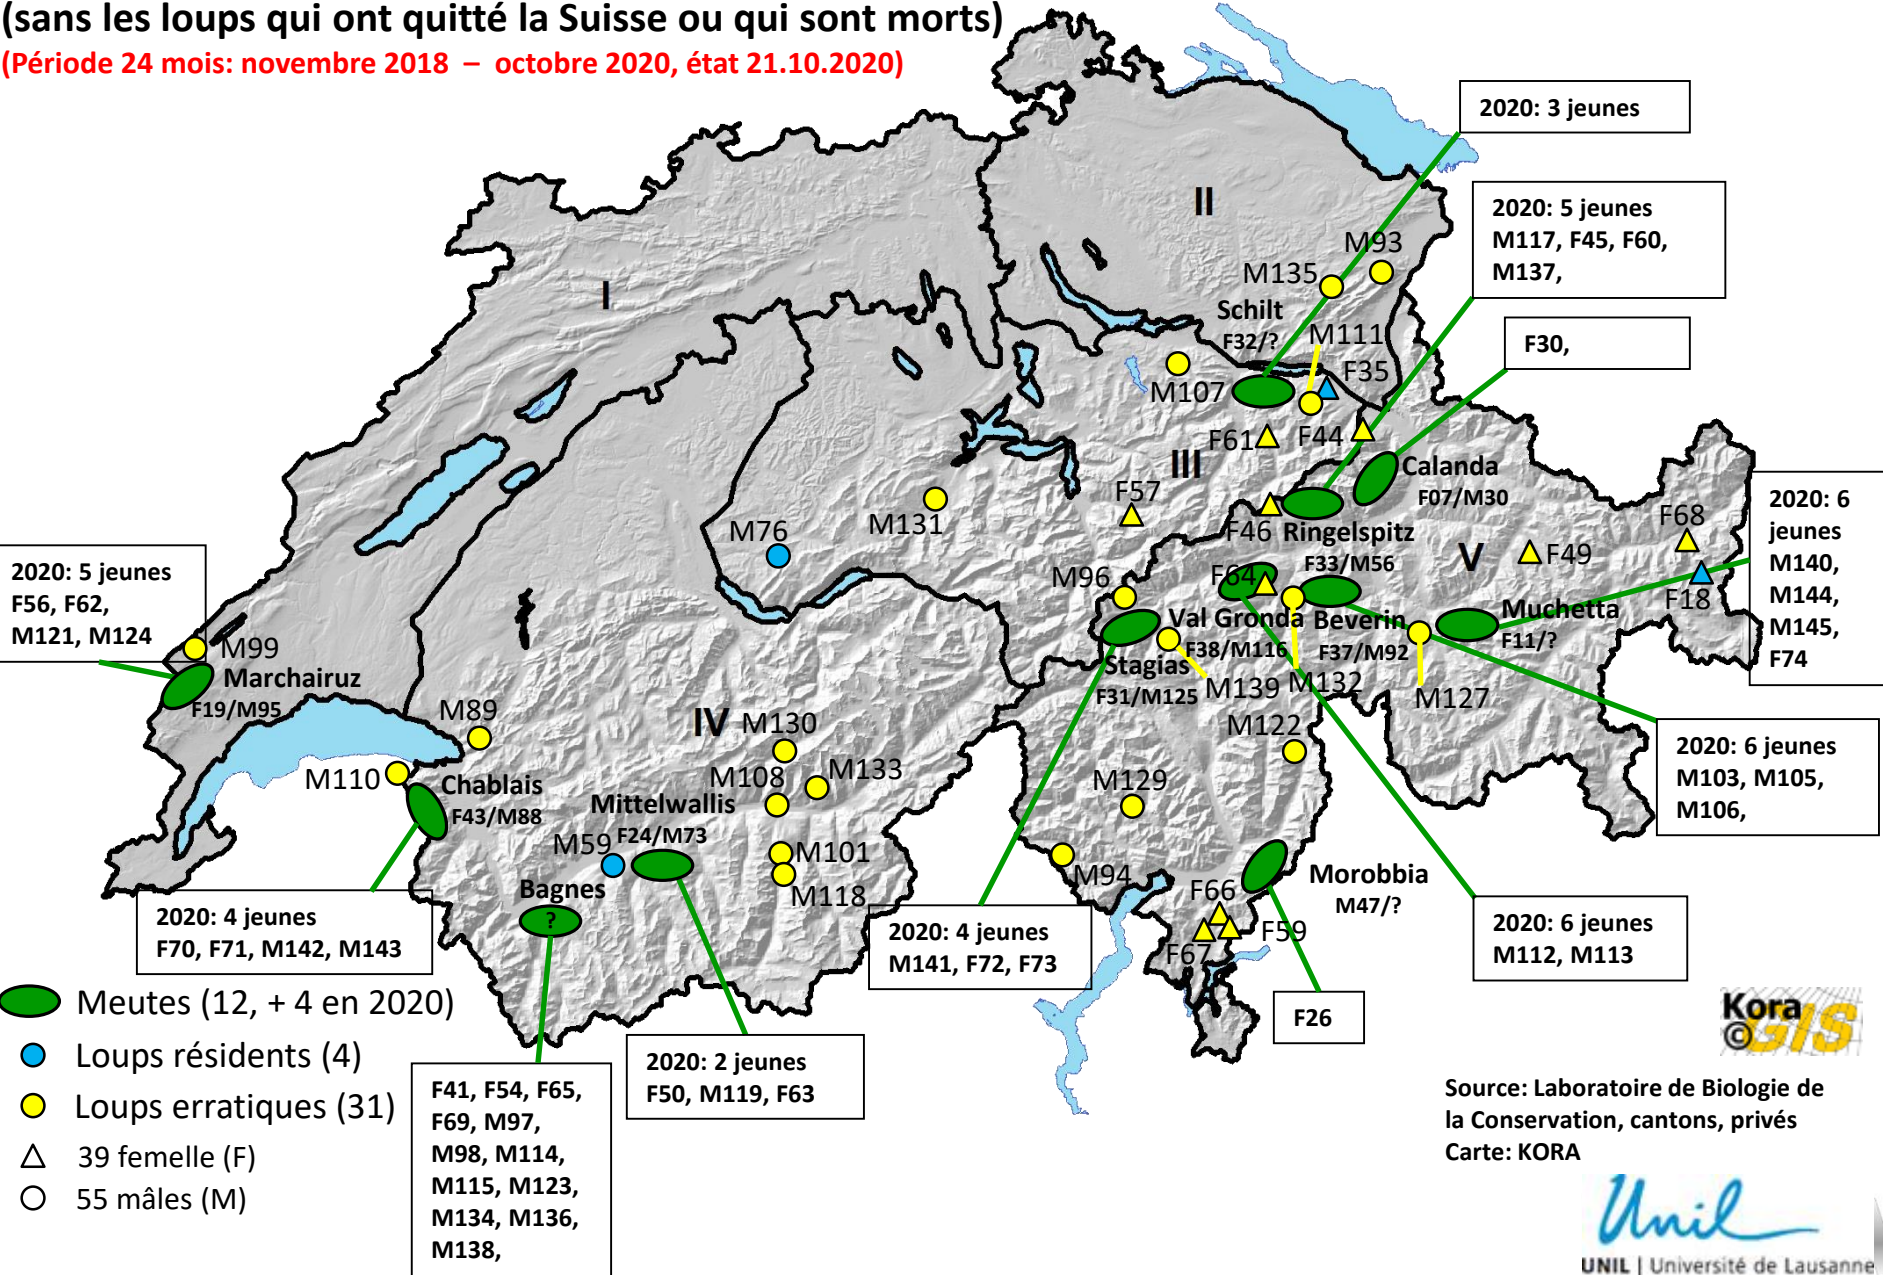 (sans les loups qui ont quitté la Suisse ou qui sont morts)
(Période 24 mois: novembre 2018 – octobre 2020, état 21.10.2020)
2020: 3 jeunes
2020: 5 jeunes
M117, F45, F60,
M137,
F30,
I
II
III
IV
V
M93
M135
Schilt
F32/?
M111
M107
F35
F61
F44
Calanda
F07/M30
F57
M131
M76
F46
Ringelspitz
F33/M56
F68
F49
F18
2020: 6
jeunes
M140,
M144,
M145,
F74
2020: 5 jeunes
F56, F62,
M121, M124
M99
Marchairuz
F19/M95
M96
F64
Val Gronda
F38/M116
Beverin
F37/M92
Muchetta
F11/?
Stagias
F31/M125
M139
M132
M127
M89
M130
M122
2020: 6 jeunes
M103, M105,
M106,
M110
Chablais
F43/M88
M108
M133
M129
Mittelwallis
F24/M73
M59
M101
M118
M94
Bagnes
?
F66
F59
F67
Morobbia
M47/?
2020: 4 jeunes
F70, F71, M142, M143
2020: 4 jeunes
M141, F72, F73
2020: 6 jeunes
M112, M113
F26
2020: 2 jeunes
F50, M119, F63
F41, F54, F65,
F69, M97,
M98, M114,
M115, M123,
M134, M136,
M138,
Meutes (12, + 4 en 2020)
Loups résidents (4)
Loups erratiques (31)
39 femelle (F)
55 mâles (M)
Kora
© GIS
Source: Laboratoire de Biologie de
la Conservation, cantons, privés
Carte: KORA
Unil
UNIL | Université de Lausanne